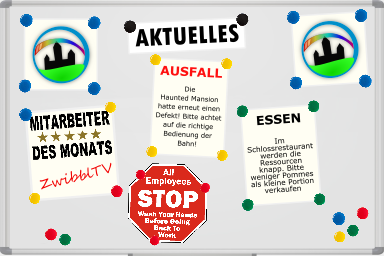 AKTUELLES
AUSFALL
Die
Haunted Mansion
hatte erneut einen
Defekt! Bitte achtet
auf die richtige
Bedienung der
Bahn!
MITARBEITER
★★★★★
DES MONATS
ZwibblTV
ESSEN
Im
Schlossrestaurant
werden die
Ressourcen
knapp. Bitte
weniger Pommes
als kleine Portion
verkaufen
All
Employees
STOP
Wash Your Hands
Before Going
Back To
Work